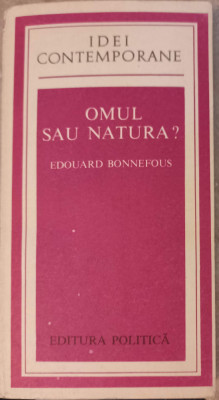 IDEI
CONTEMPORANE
OMUL
SAU NATURA?
EDOUARD BONNEFOUS
EDITURA POLITICĂ